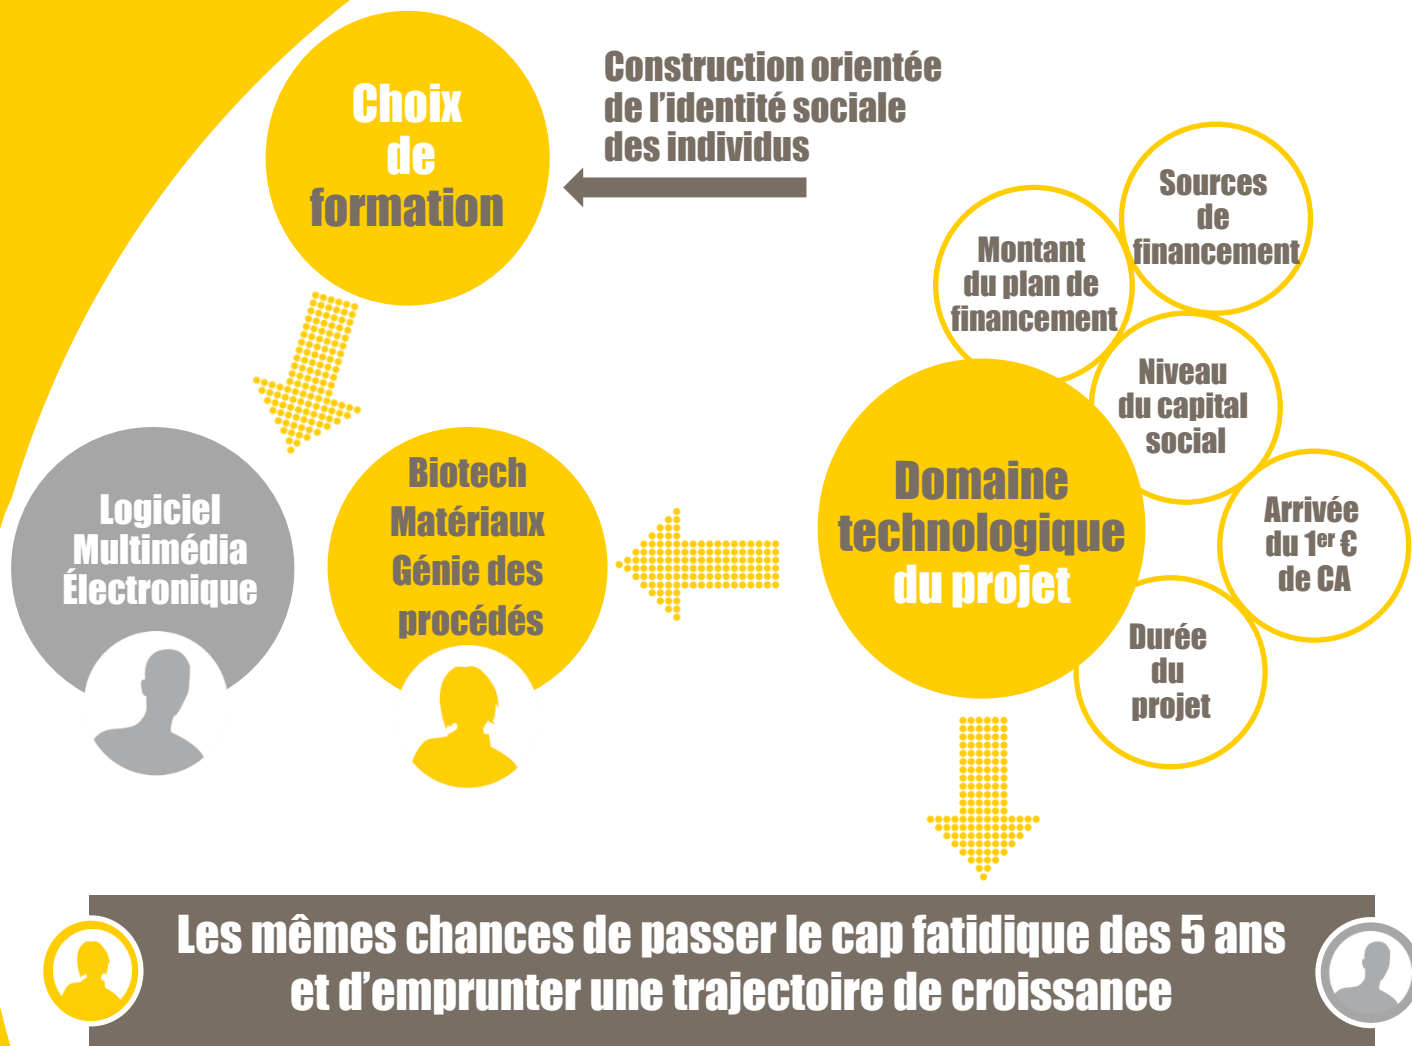 Choix
de
formation
Construction orientée
de l’identité sociale
des individus
Sources
de
financement
Montant
du plan de
financement
Niveau
du capital
social
Domaine
technologique
du projet
Arrivée
du 1er €
de CA
Durée
du
projet
Logiciel
Multimédia
Électronique
Biotech
Matériaux
Génie des
procédés
Les mêmes chances de passer le cap fatidique des 5 ans
et d’emprunter une trajectoire de croissance